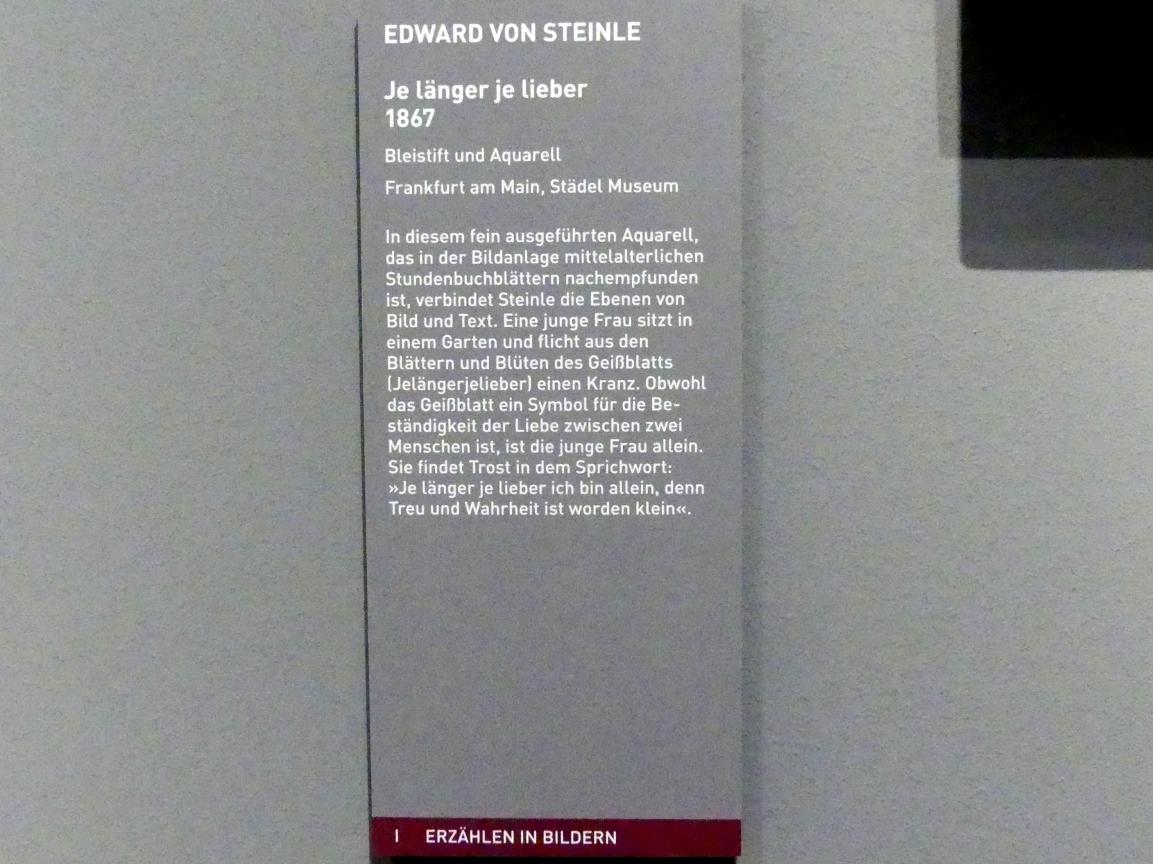 EDWARD VON STEINLE
Je länger je lieber
1867
Bleistift und Aquarell
Frankfurt am Main, Städel Museum
In diesem fein ausgeführten Aquarell,
das in der Bildanlage mittelalterlichen
Stundenbuchblättern nachempfunden
ist, verbindet Steinle die Ebenen von
Bild und Text. Eine junge Frau sitzt in
einem Garten und flicht aus den
Blättern und Blüten des Geißblatts
(Jelängerjelieber) einen Kranz. Obwohl
das Geißblatt ein Symbol für die Be-
ständigkeit der Liebe zwischen zwei
Menschen ist, ist die junge Frau allein.
Sie findet Trost in dem Sprichwort:
»Je länger je lieber ich bin allein, denn
Treu und Wahrheit ist worden klein«.
I ERZÄHLEN IN BILDERN